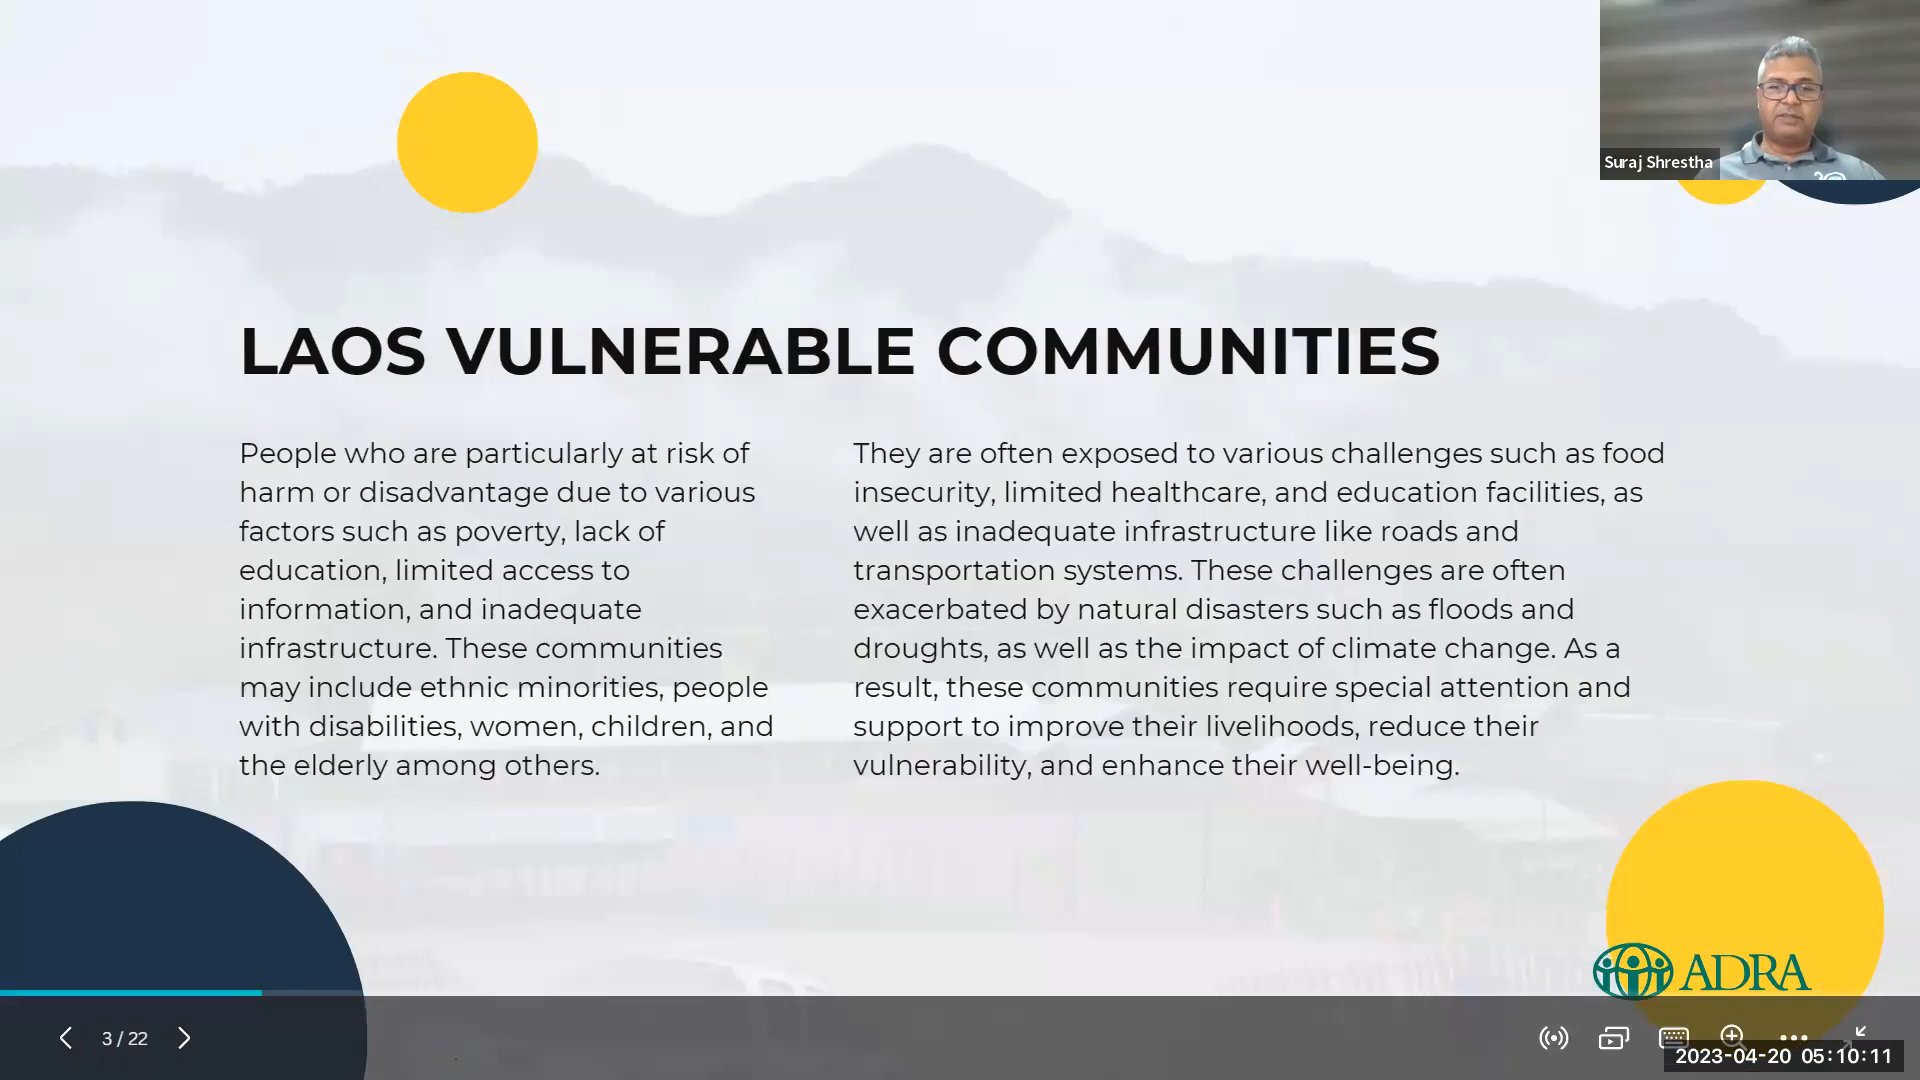 Suraj Shrestha
LAOS VULNERABLE COMMUNITIES
People who are particularly at risk of
harm or disadvantage due to various
factors such as poverty, lack of
education, limited access to
information, and inadequate
infrastructure. These communities
may include ethnic minorities, people
with disabilities, women, children, and
the elderly among others.
They are often exposed to various challenges such as food
insecurity, limited healthcare, and education facilities, as
well as inadequate infrastructure like roads and
transportation systems. These challenges are often
exacerbated by natural disasters such as floods and
droughts, as well as the impact of climate change. As a
result, these communities require special attention and
support to improve their livelihoods, reduce their
vulnerability, and enhance their well-being.
ADRA
3 / 22
2023-04-20 05:10:11